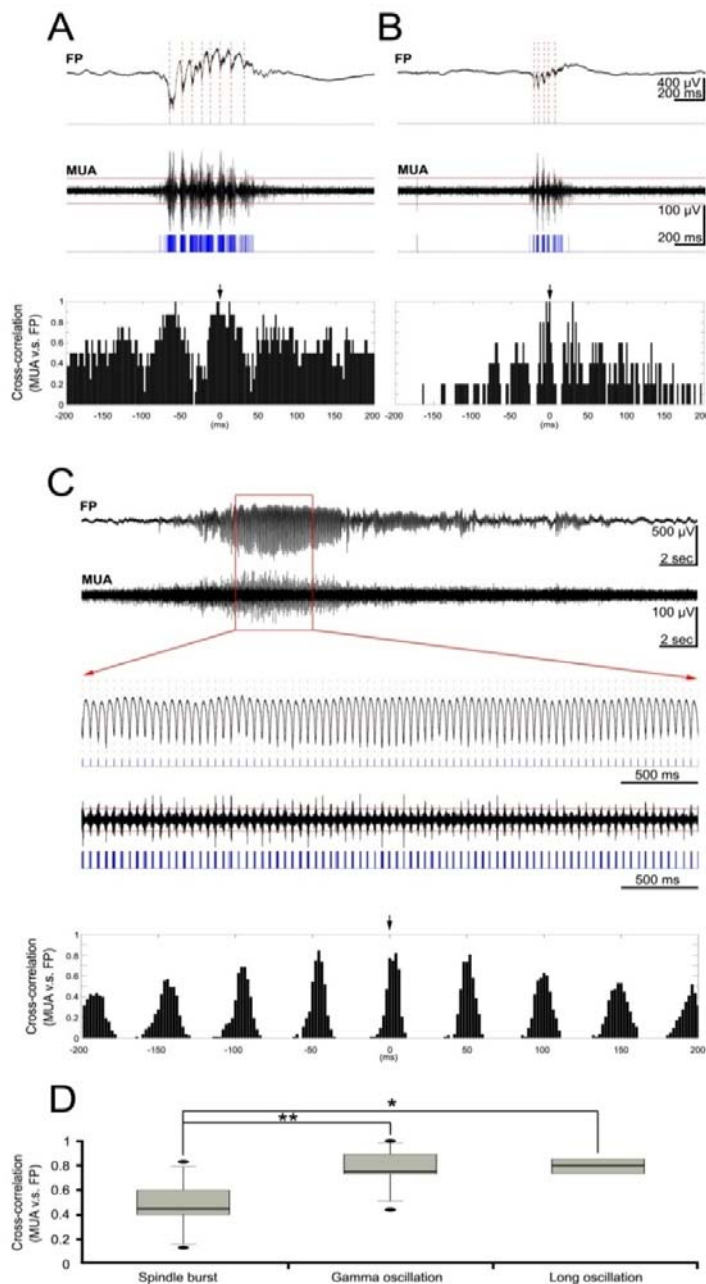 A
B
FP
FP
400 µV
200 ms
MUA
MUA
100 µV
200 ms
Cross-correlation
(MUA v.s. FP)
1
0.8
0.6
0.4
0.2
0
-200 -150 -100 -50 0 50 100 150 200
(ms)
-200 -150 -100 -50 0 50 100 150 200
(ms)
C
FP
500 µV
2 sec
MUA
100 µV
2 sec
500 ms
500 ms
Cross-correlation
(MUA v.s. FP)
1
0.8
0.6
0.4
0.2
0
-200 -150 -100 -50 0 50 100 150 200
(ms)
D
*
**
Cross-correlation
(MUA v.s. FP)
1
0.8
0.6
0.4
0.2
0
Spindle burst Gamma oscillation Long oscillation